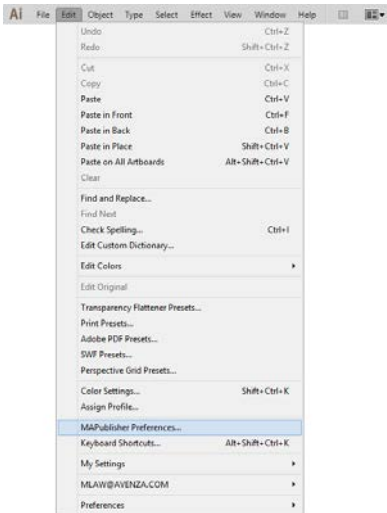 Ai File Edit Object Type Select Effect View Window Help
Undo Ctrl+Z
Redo Shift+Ctrl+Z
Cut Ctrl+X
Copy Ctrl+C
Paste Ctrl+V
Paste in Front Ctrl+F
Paste in Back Ctrl+B
Paste in Place Shift+Ctrl+V
Paste on All Artboards Alt+Shift+Ctrl+V
Clear
Find and Replace...
Find Next
Check Spelling... Ctrl+I
Edit Custom Dictionary...
Edit Colors
Edit Original
Transparency Flattener Presets...
Print Presets...
Adobe PDF Presets...
SWF Presets...
Perspective Grid Presets...
Color Settings... Shift+Ctrl+K
Assign Profile...
MAPublisher Preferences...
Keyboard Shortcuts... Alt+Shift+Ctrl+K
My Settings
MLAW@AVENZA.COM
Preferences